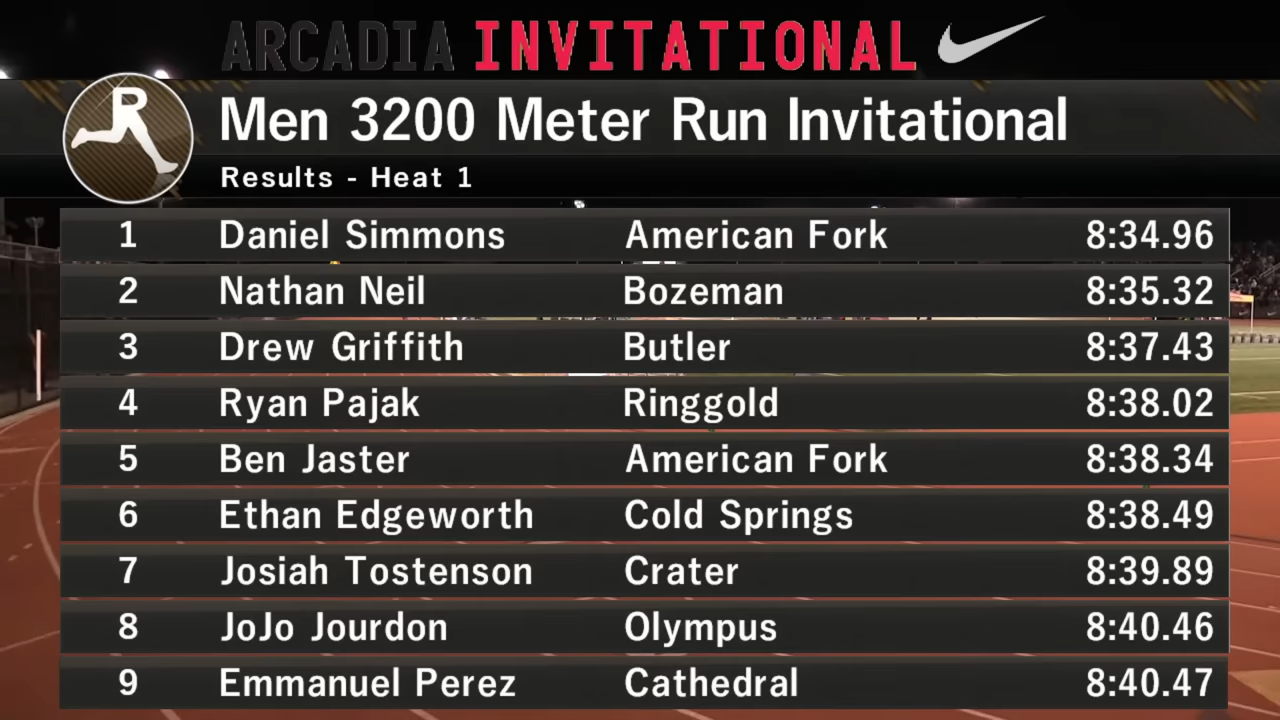 ARCADIA INVITATIONAL
R
Men 3200 Meter Run Invitational
Results - Heat 1
1 Daniel Simmons American Fork 8:34.96
2 Nathan Neil Bozeman 8:35.32
3 Drew Griffith Butler 8:37.43
4 Ryan Pajak Ringgold 8:38.02
5 Ben Jaster American Fork 8:38.34
6 Ethan Edgeworth Cold Springs 8:38.49
7 Josiah Tostenson Crater 8:39.89
8 JoJo Jourdon Olympus 8:40.46
9 Emmanuel Perez Cathedral 8:40.47